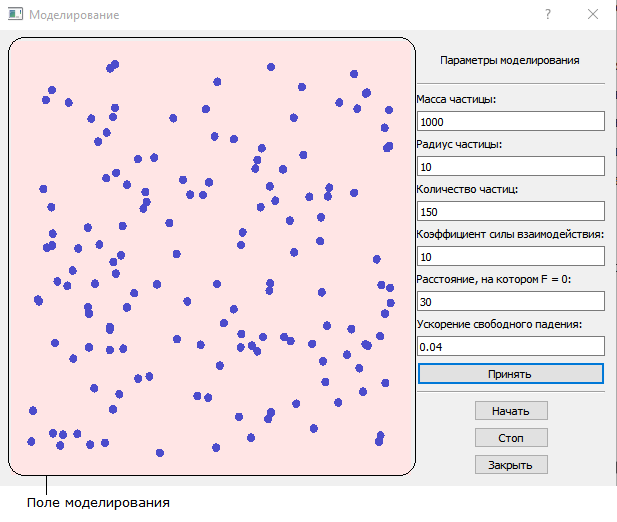 Моделирование
Параметры моделирования
Масса частицы:
1000
Радиус частицы:
10
Количество частиц:
150
Коэффициент силы взаимодействия:
10
Расстояние, на котором F = 0:
30
Ускорение свободного падения:
0.04
Принять
Начать
Стоп
Закрыть
Поле моделирования